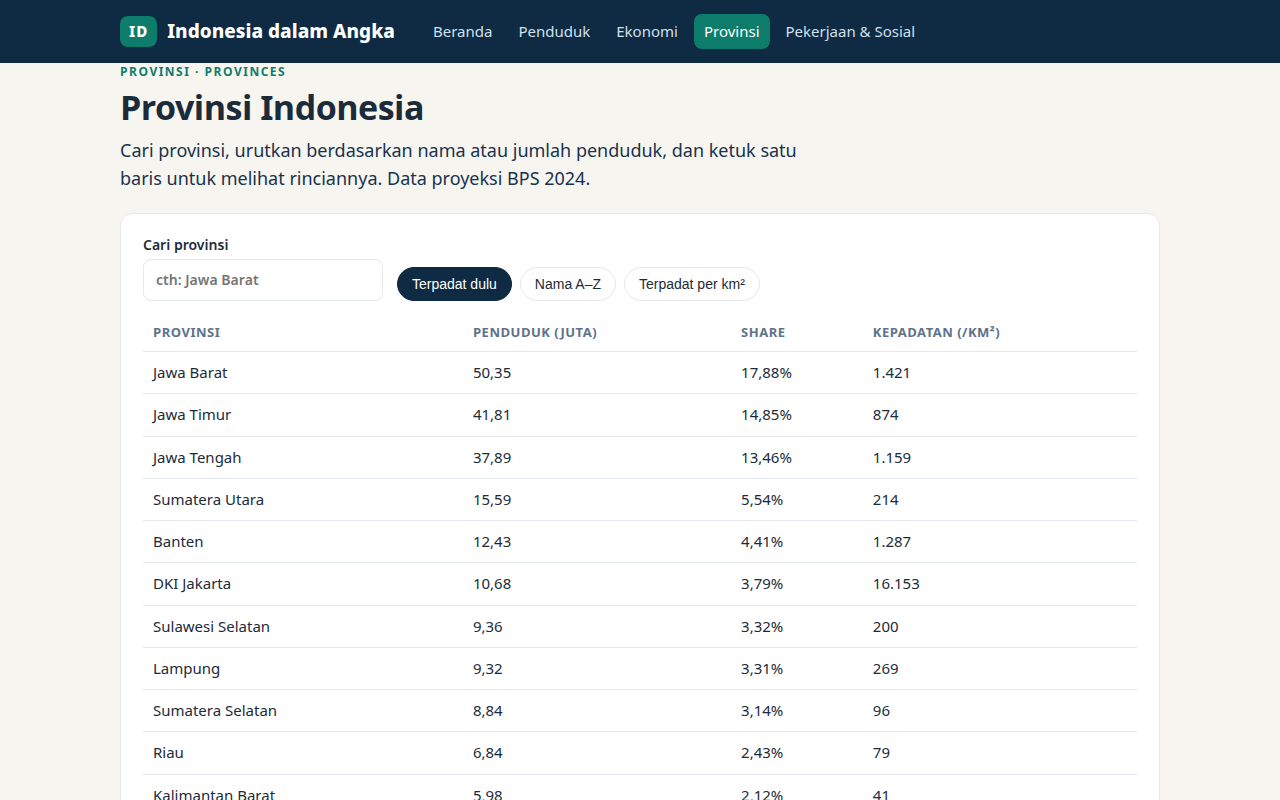 ID Indonesia dalam Angka Beranda Penduduk Ekonomi Provinsi Pekerjaan & Sosial
PROVINSI · PROVINCES
Provinsi Indonesia
Cari provinsi, urutkan berdasarkan nama atau jumlah penduduk, dan ketuk satu
baris untuk melihat rinciannya. Data proyeksi BPS 2024.
Cari provinsi
cth: Jawa Barat Terpadat dulu Nama A–Z Terpadat per km²
PROVINSI PENDUDUK (JUTA) SHARE KEPADATAN (/KM²)
Jawa Barat 50,35 17,88% 1.421
Jawa Timur 41,81 14,85% 874
Jawa Tengah 37,89 13,46% 1.159
Sumatera Utara 15,59 5,54% 214
Banten 12,43 4,41% 1.287
DKI Jakarta 10,68 3,79% 16.153
Sulawesi Selatan 9,36 3,32% 200
Lampung 9,32 3,31% 269
Sumatera Selatan 8,84 3,14% 96
Riau 6,84 2,43% 79
Kalimantan Barat 5,98 2,12% 41